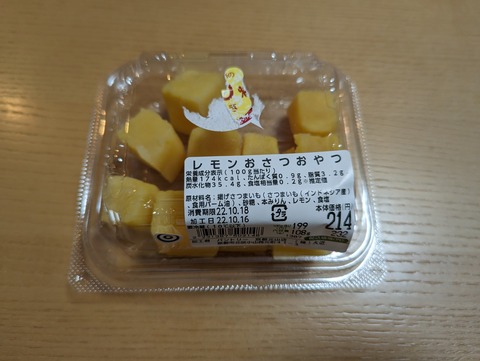 レモンおさつおやつ
栄養成分表示(100g当たり)
熱量174kcal、たんぱく質0.9g、脂質3.2g
炭水化物35.4g、食塩相当量0.2g※推定値
原材料名：揚げさつまいも(さつまいも(インドネシア産)
、食用パーム油)、砂糖、本みりん、レモン、食塩
消費期限22.10.18
加工日22.10.16
本体価格/円
199
214